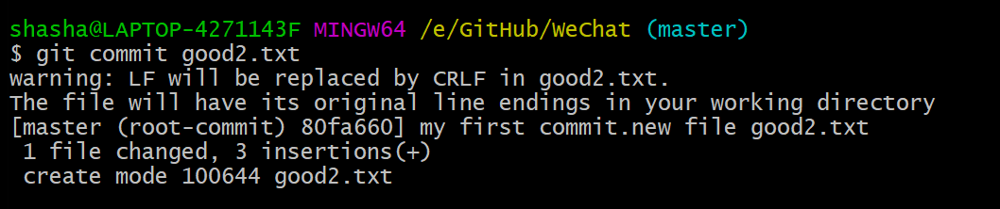 shasha@LAPTOP-4271143F MINGW64 /e/GitHub/WeChat (master)
$ git commit good2.txt
warning: LF will be replaced by CRLF in good2.txt.
The file will have its original line endings in your working directory
[master (root-commit) 80fa660] my first commit.new file good2.txt
 1 file changed, 3 insertions(+)
 create mode 100644 good2.txt